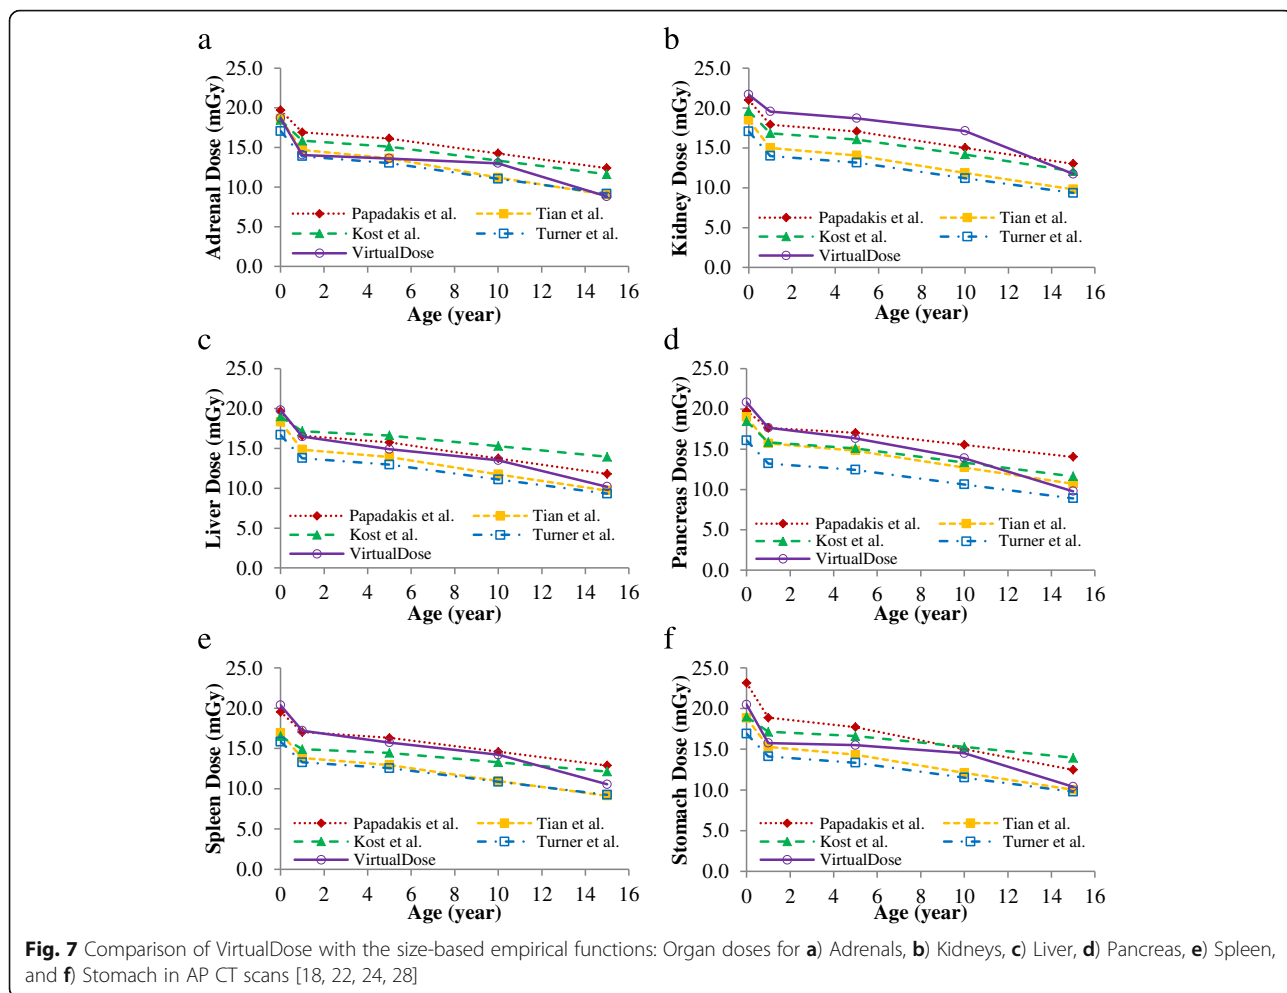 a
25.0
20.0
15.0
10.0
5.0
0.0
Adrenal Dose (mGy)
Papadakis et al.
Tian et al.
Kost et al.
Turner et al.
VirtualDose
0 2 4 6 8 10 12 14 16
Age (year)
b
25.0
20.0
15.0
10.0
5.0
0.0
Kidney Dose (mGy)
Papadakis et al.
Tian et al.
Kost et al.
Turner et al.
VirtualDose
0 2 4 6 8 10 12 14 16
Age (year)
c
25.0
20.0
15.0
10.0
5.0
0.0
Liver Dose (mGy)
Papadakis et al.
Tian et al.
Kost et al.
Turner et al.
VirtualDose
0 2 4 6 8 10 12 14 16
Age (year)
d
25.0
20.0
15.0
10.0
5.0
0.0
Pancreas Dose (mGy)
Papadakis et al.
Tian et al.
Kost et al.
Turner et al.
VirtualDose
0 2 4 6 8 10 12 14 16
Age (year)
e
25.0
20.0
15.0
10.0
5.0
0.0
Spleen Dose (mGy)
Papadakis et al.
Tian et al.
Kost et al.
Turner et al.
VirtualDose
0 2 4 6 8 10 12 14 16
Age (year)
f
25.0
20.0
15.0
10.0
5.0
0.0
Stomach Dose (mGy)
Papadakis et al.
Tian et al.
Kost et al.
Turner et al.
VirtualDose
0 2 4 6 8 10 12 14 16
Age (year)
Fig. 7 Comparison of VirtualDose with the size-based empirical functions: Organ doses for a) Adrenals, b) Kidneys, c) Liver, d) Pancreas, e) Spleen,
and f) Stomach in AP CT scans [18, 22, 24, 28]